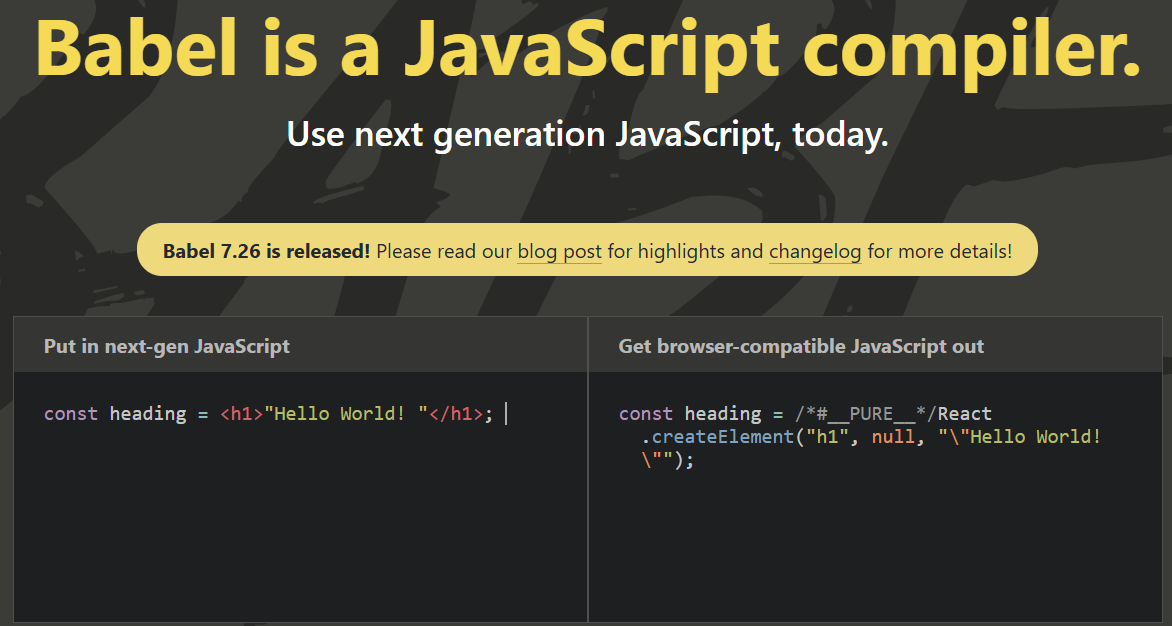 Babel is a JavaScript compiler.
Use next generation JavaScript, today.
Babel 7.26 is released! Please read our blog post for highlights and changelog for more details!
Put in next-gen JavaScript
const heading = <h1>"Hello World! "</h1>;
Get browser-compatible JavaScript out
const heading = /*#__PURE__*/React
.createElement("h1", null, "\"Hello World!
\"");